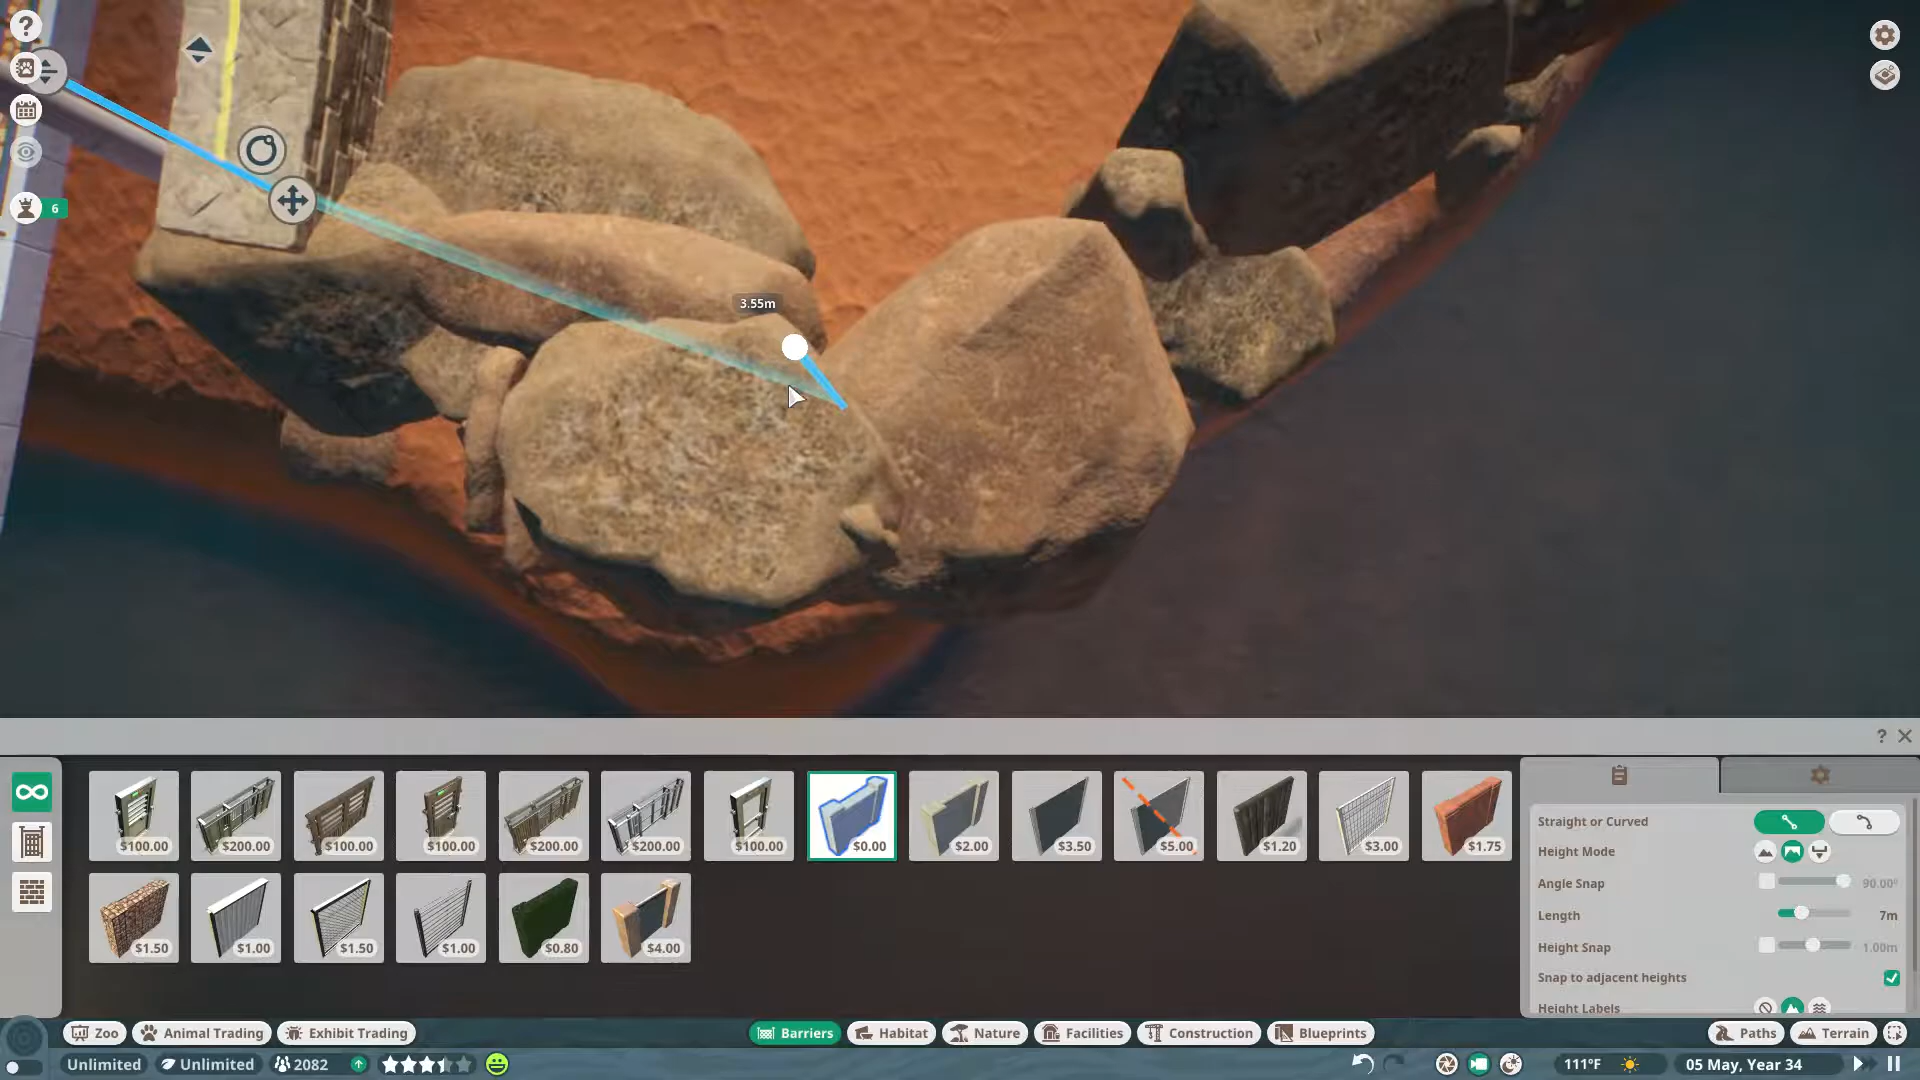 ?
6
3.55m
?
$100.00
$200.00
$100.00
$100.00
$200.00
$200.00
$100.00
$0.00
$2.00
$3.50
$5.00
$1.20
$3.00
$1.75
$1.50
$1.00
$1.50
$1.00
$0.80
$4.00
Straight or Curved
Height Mode
Angle Snap 90.00°
Length 7m
Height Snap 1.00m
Snap to adjacent heights
Height Labels
Zoo Animal Trading Exhibit Trading Barriers Habitat Nature Facilities Construction Blueprints Paths Terrain
Unlimited Unlimited 2082 111°F 05 May, Year 34